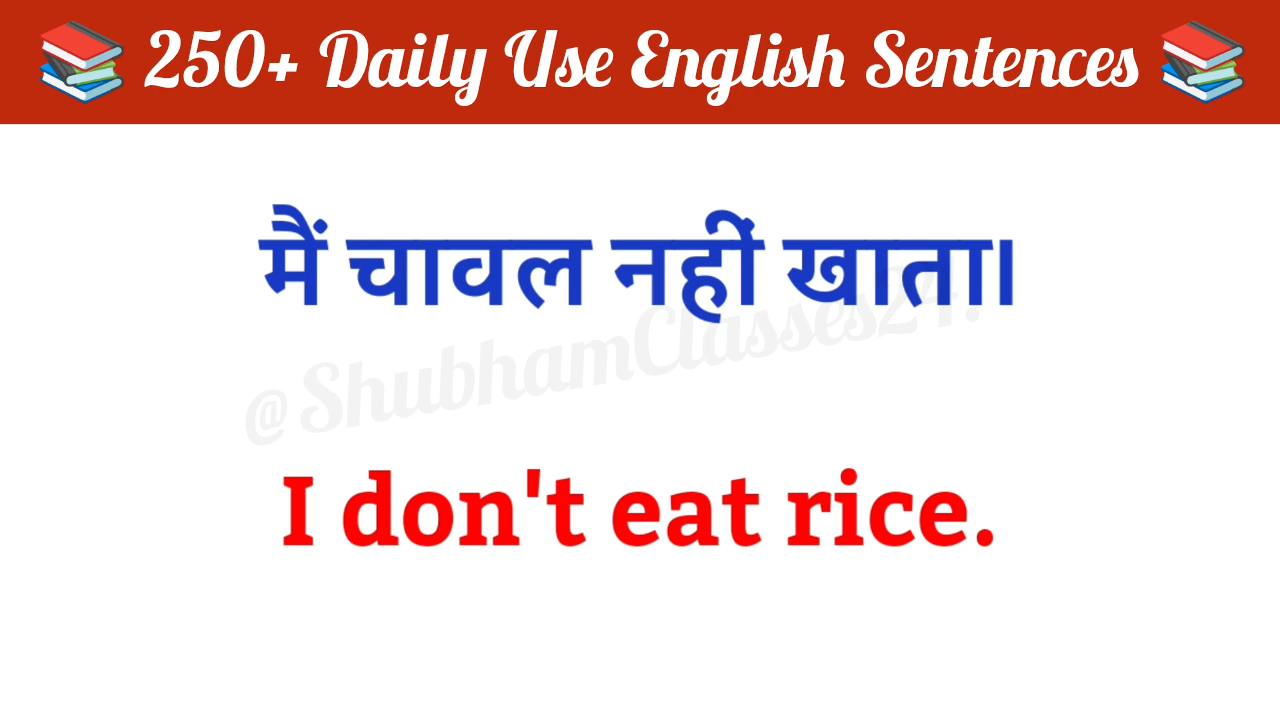 📚 250+ Daily Use English Sentences 📚
मैं चावल नहीं खाता।
@ShubhamClasses24.
I don't eat rice.